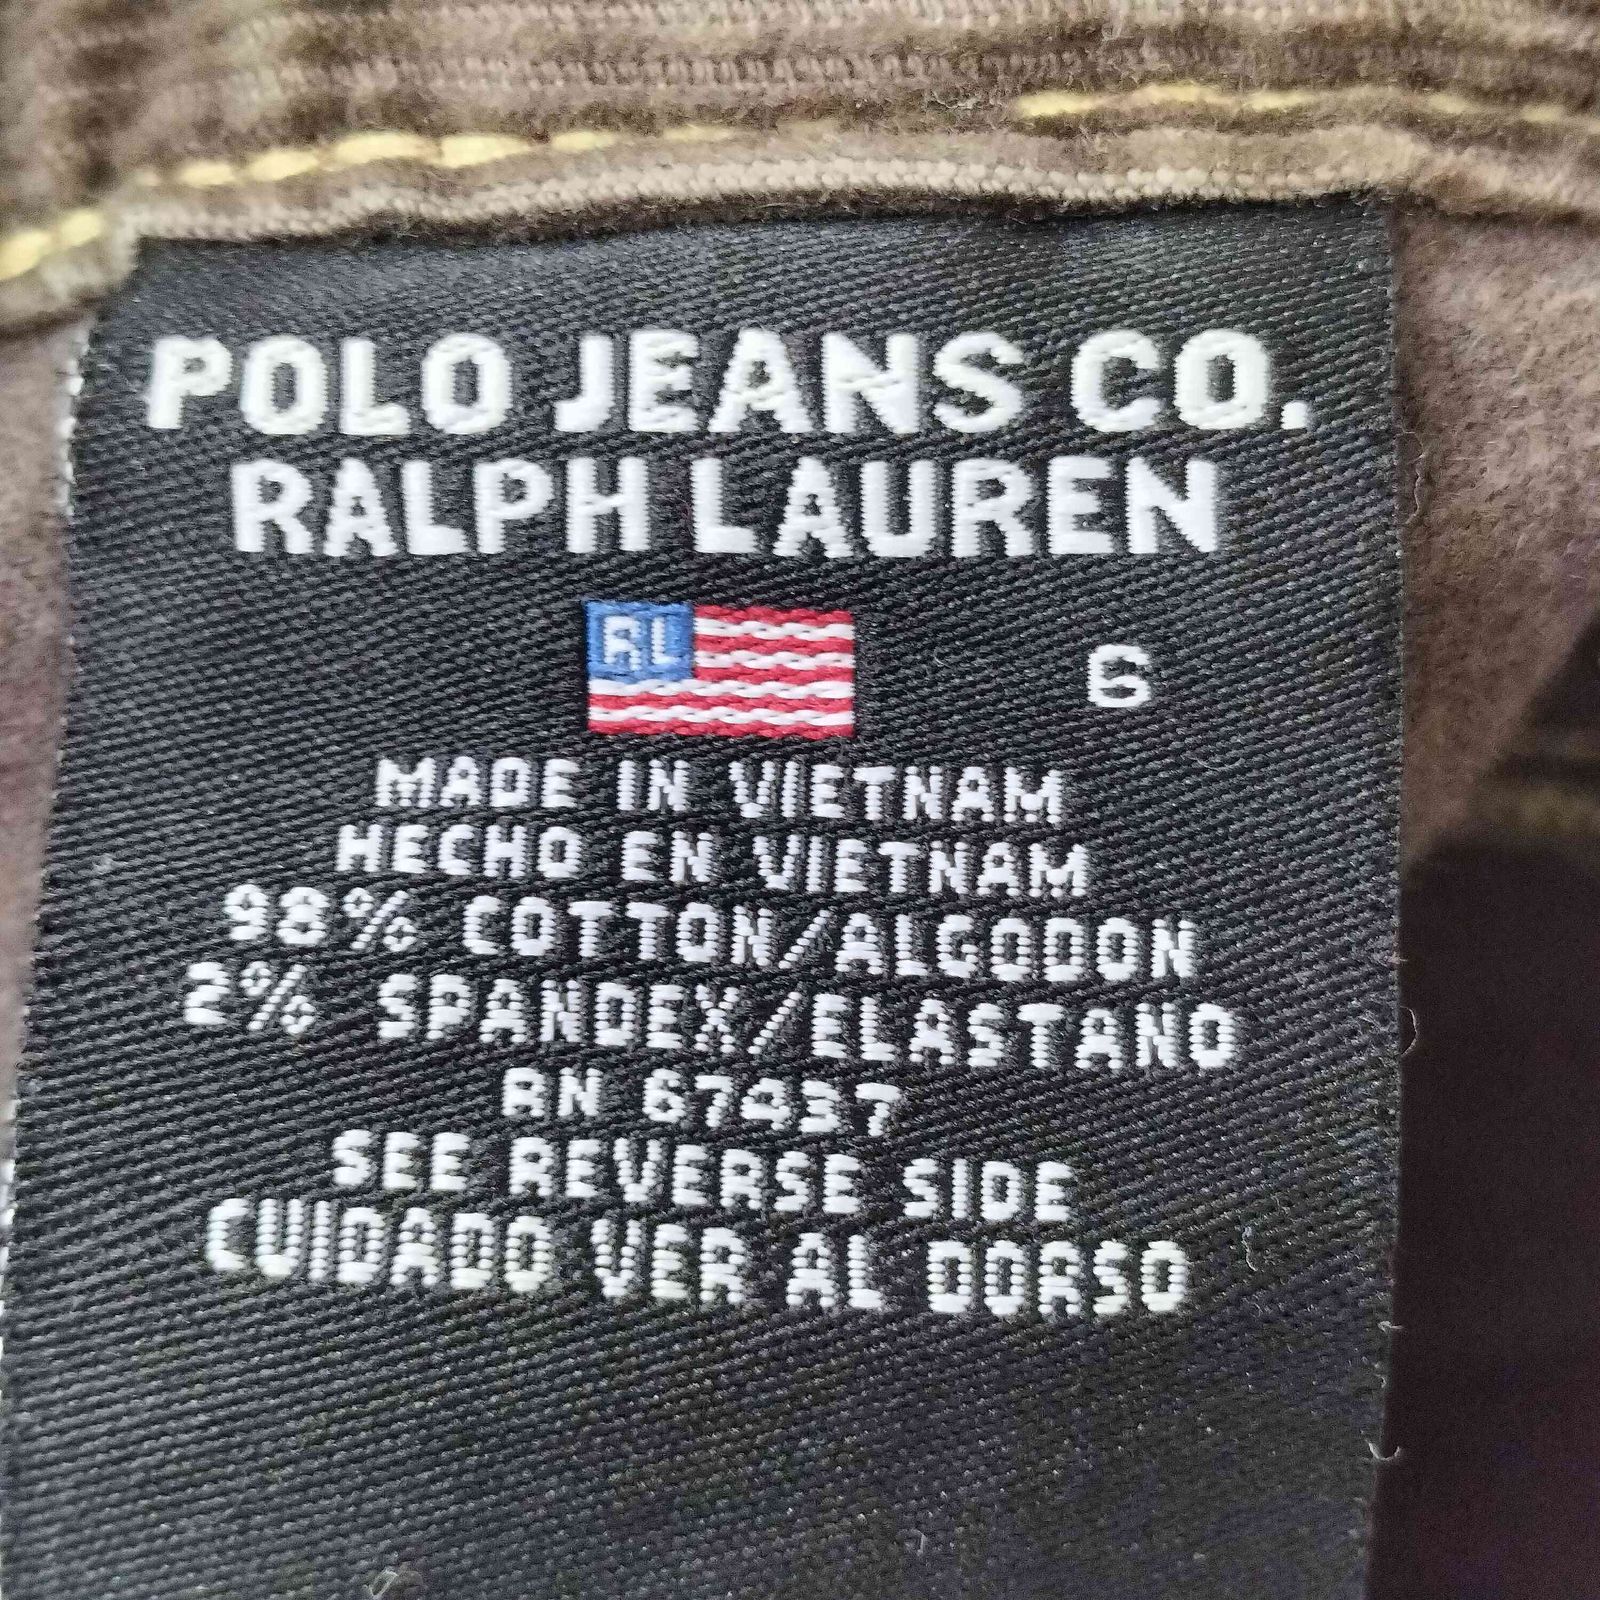 POLO JEANS CO.
RALPH LAUREN
RL
6
MADE IN VIETNAM
HECHO EN VIETNAM
98% COTTON/ALGODON
2% SPANDEX/ELASTANO
RN 67437
SEE REVERSE SIDE
CUIDADO VER AL DORSO